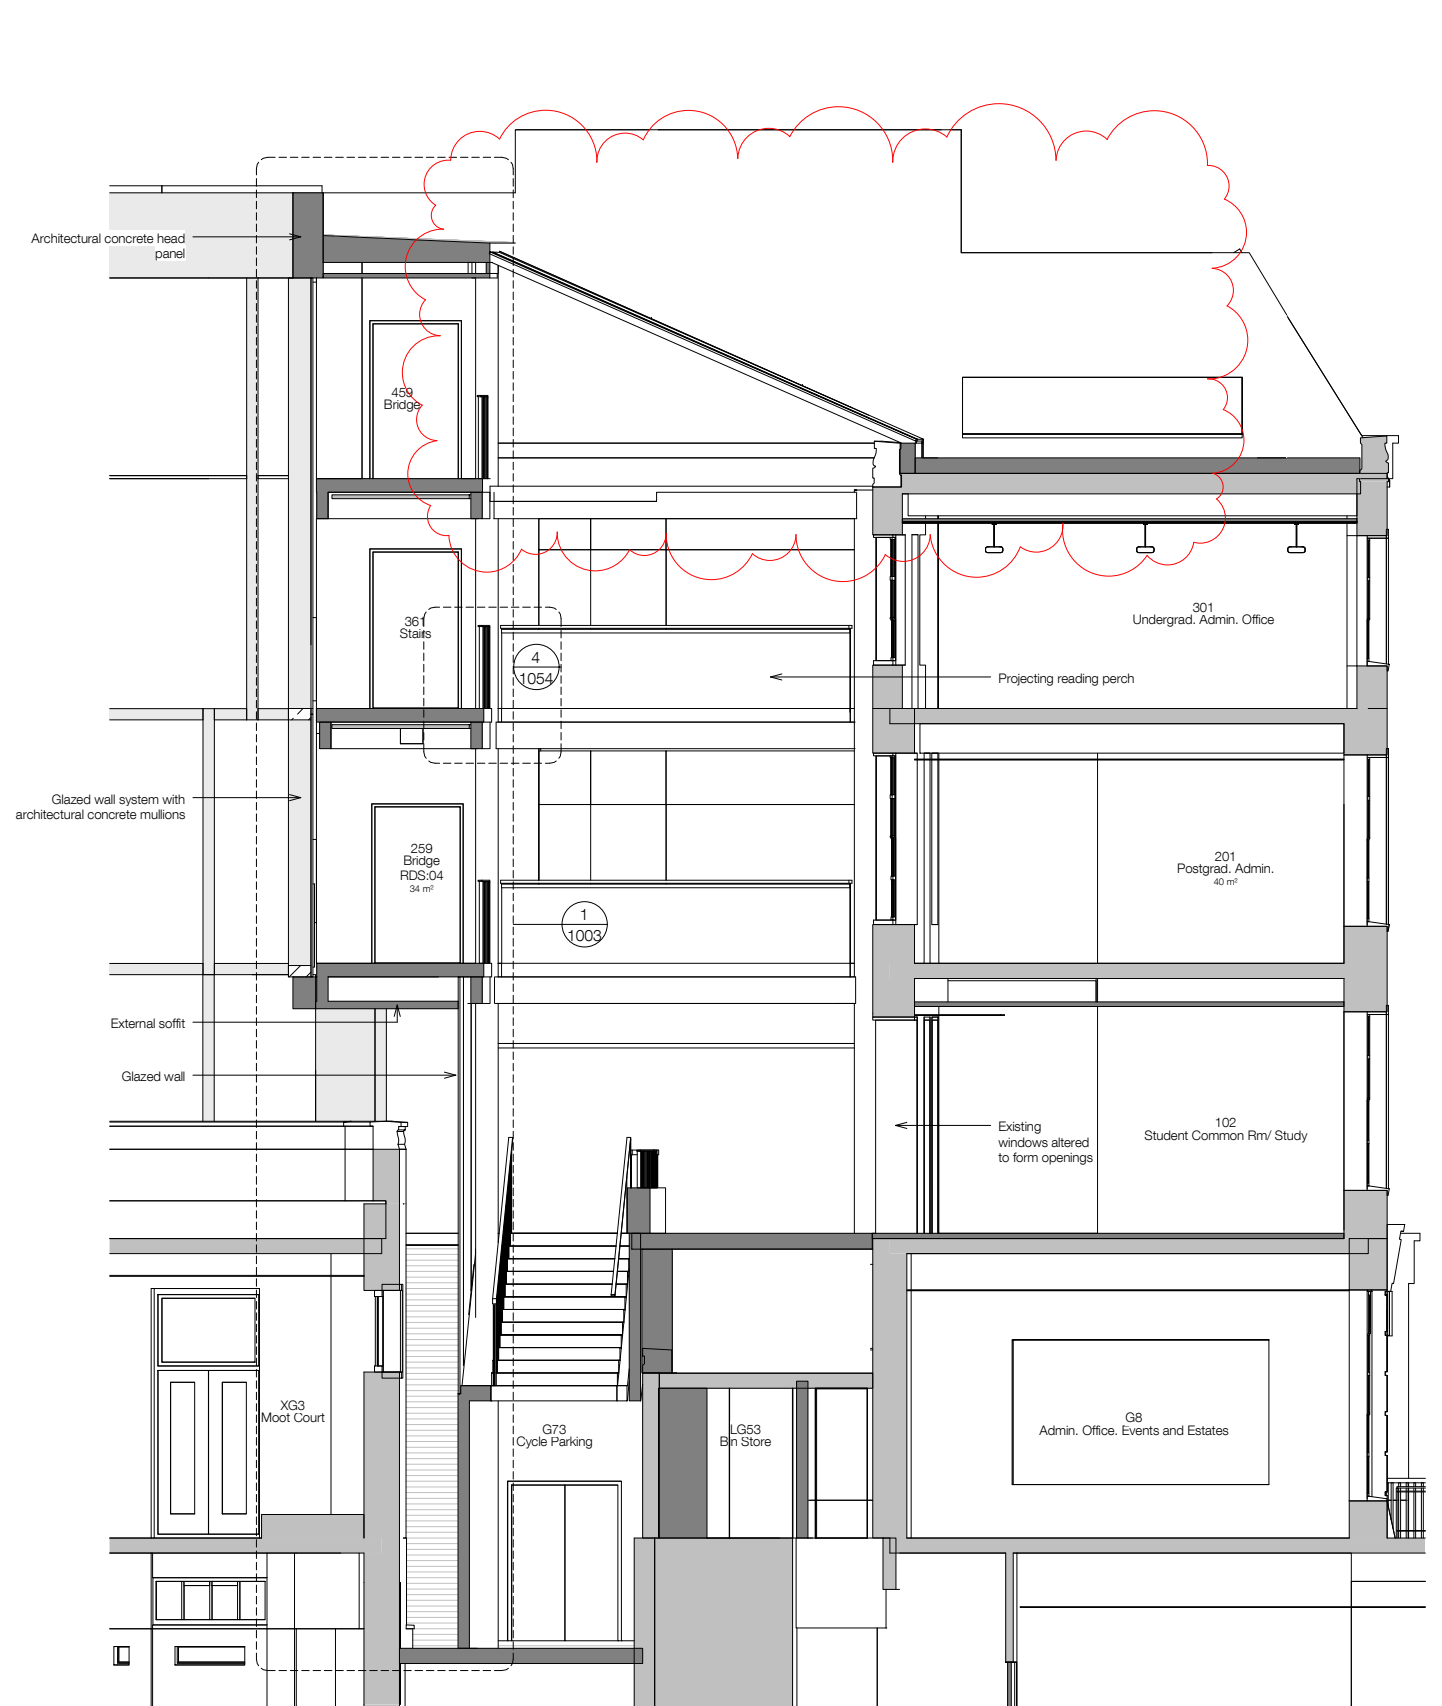 Architectural concrete head
panel
459
Bridge
361
Stairs
301
Undergrad. Admin. Office
4
1054
Projecting reading perch
Glazed wall system with
architectural concrete mullions
259
Bridge
RDS:04
34 m²
201
Postgrad. Admin.
40 m²
1
1003
External soffit
Glazed wall
Existing
windows altered
to form openings
102
Student Common Rm/ Study
XG3
Moot Court
G73
Cycle Parking
LG53
Bin Store
G8
Admin. Office. Events and Estates